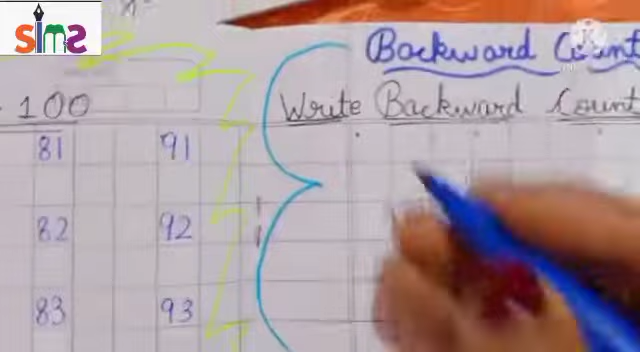 SIMS
Backward Count
- 100
Write Backward Count
81 91
82 92
83 93